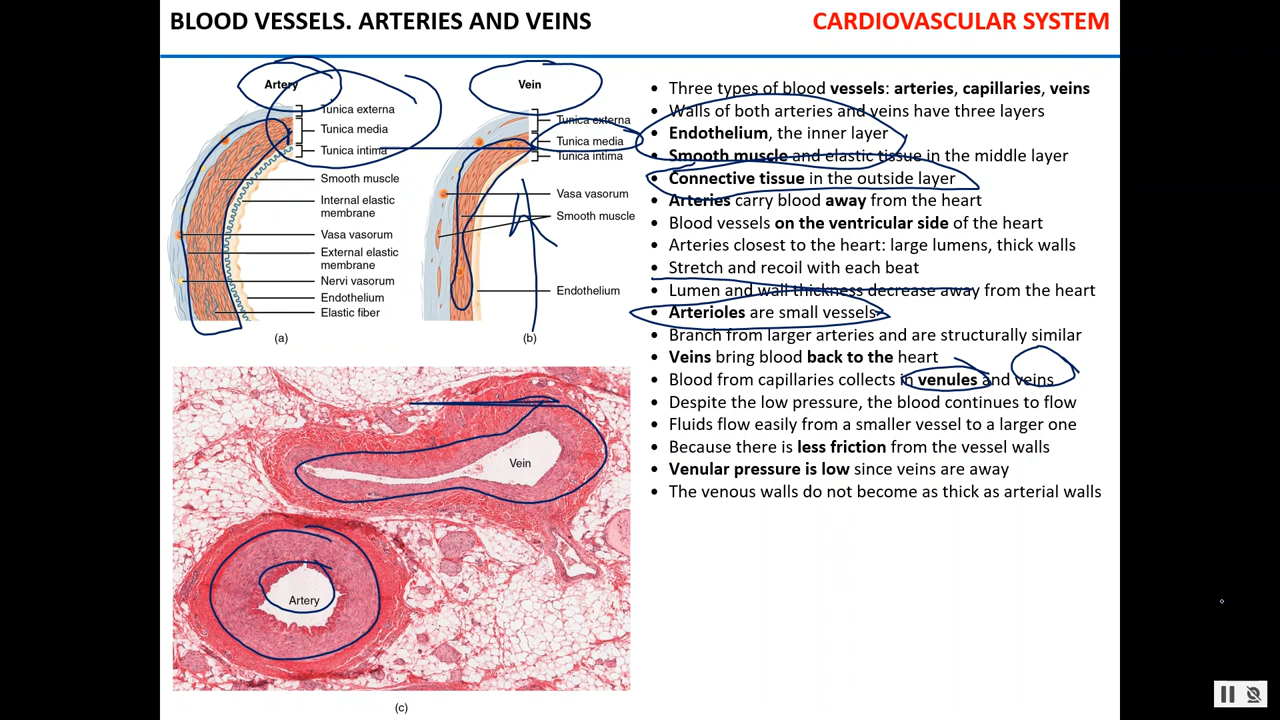 BLOOD VESSELS. ARTERIES AND VEINS
CARDIOVASCULAR SYSTEM
Artery
Tunica externa
Tunica media
Tunica intima
Smooth muscle
Internal elastic
membrane
Vasa vasorum
External elastic
membrane
Nervi vasorum
Endothelium
Elastic fiber
(a)
Vein
Tunica externa
Tunica media
Tunica intima
Vasa vasorum
Smooth muscle
Endothelium
(b)
Vein
Artery
(c)
• Three types of blood vessels: arteries, capillaries, veins
• Walls of both arteries and veins have three layers
• Endothelium, the inner layer
• Smooth muscle and elastic tissue in the middle layer
• Connective tissue in the outside layer
• Arteries carry blood away from the heart
• Blood vessels on the ventricular side of the heart
• Arteries closest to the heart: large lumens, thick walls
• Stretch and recoil with each beat
• Lumen and wall thickness decrease away from the heart
• Arterioles are small vessels
• Branch from larger arteries and are structurally similar
• Veins bring blood back to the heart
• Blood from capillaries collects in venules and veins
• Despite the low pressure, the blood continues to flow
• Fluids flow easily from a smaller vessel to a larger one
• Because there is less friction from the vessel walls
• Venular pressure is low since veins are away
• The venous walls do not become as thick as arterial walls